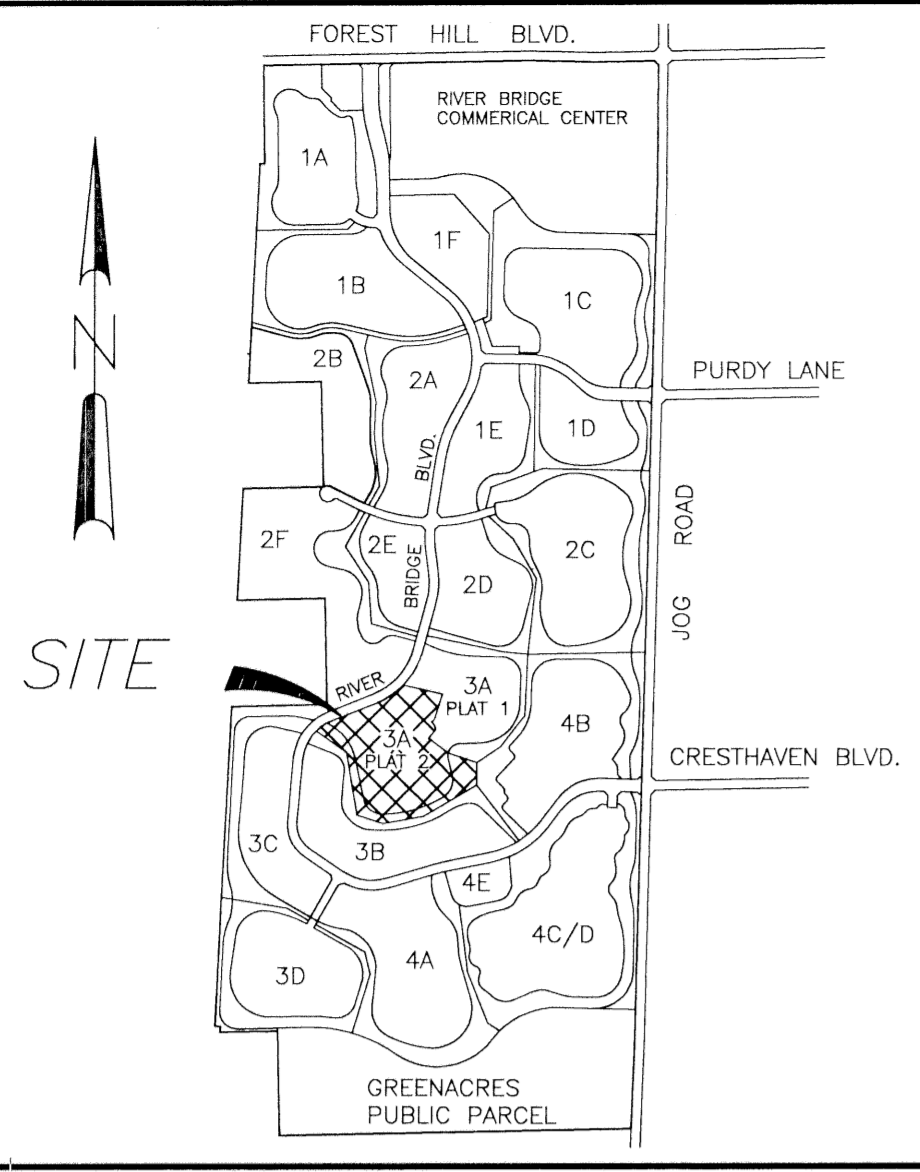 FOREST HILL BLVD.
RIVER BRIDGE
COMMERICAL CENTER
1A
1F
1B
1C
N
2B
PURDY LANE
2A
1E
1D
BLVD.
JOG ROAD
2F
2E
2C
BRIDGE
2D
SITE
RIVER
3A
PLAT 1
4B
3A
PLAT 2
CRESTHAVEN BLVD.
3C
3B
4E
4C/D
4A
3D
GREENACRES
PUBLIC PARCEL